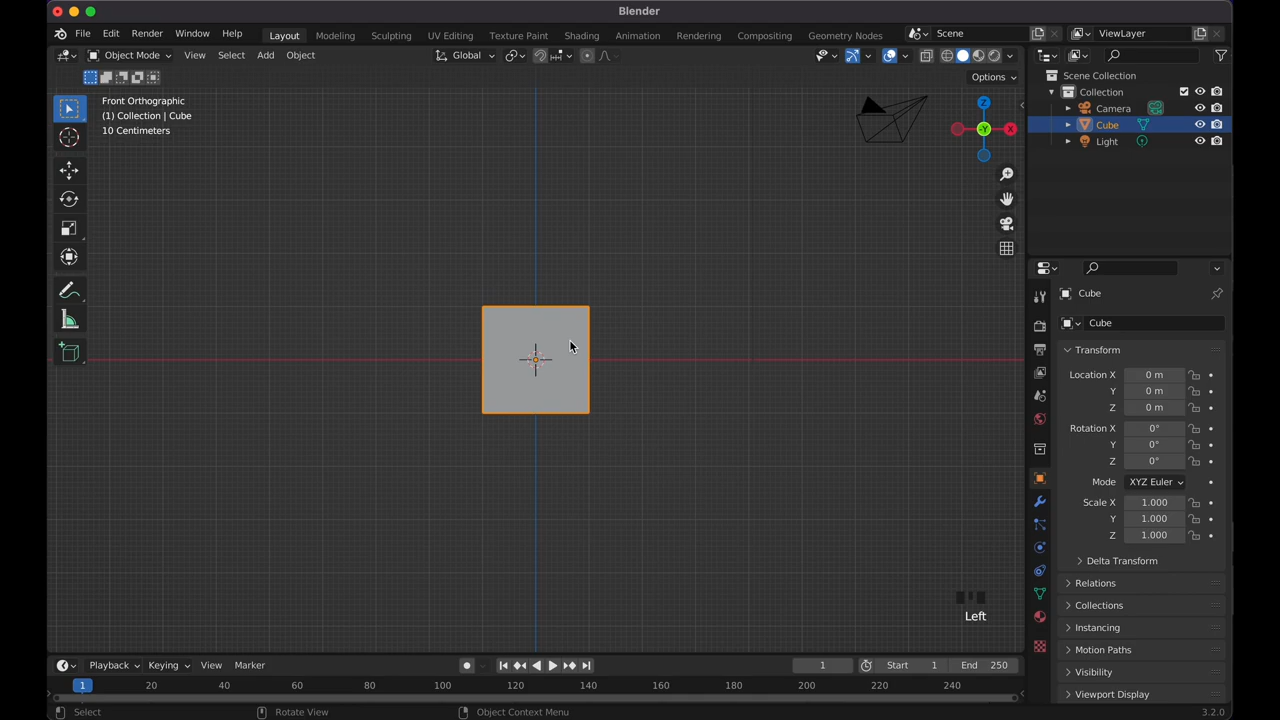 Blender
File Edit Render Window Help Layout Modeling Sculpting UV Editing Texture Paint Shading Animation Rendering Compositing Geometry Nodes Scene ViewLayer
Object Mode View Select Add Object Global
Options
Front Orthographic
(1) Collection | Cube
10 Centimeters
Z
-Y X
Left
Scene Collection
Collection
Camera
Cube
Light
Cube
Cube
Transform
Location X 0 m
Y 0 m
Z 0 m
Rotation X 0°
Y 0°
Z 0°
Mode XYZ Euler
Scale X 1.000
Y 1.000
Z 1.000
Delta Transform
Relations
Collections
Instancing
Motion Paths
Visibility
Viewport Display
Playback Keying View Marker 1 Start 1 End 250
1 20 40 60 80 100 120 140 160 180 200 220 240
Select Rotate View Object Context Menu 3.2.0